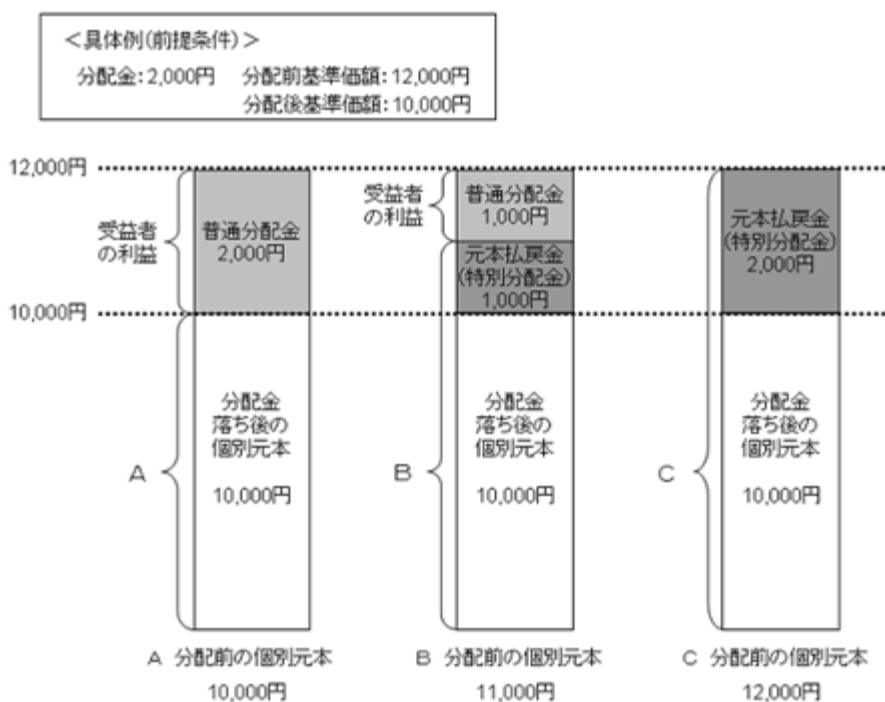 ＜具体例(前提条件)＞
分配金:2,000円　分配前基準価額:12,000円
分配後基準価額:10,000円
12,000円
受益者
の利益
普通分配金
2,000円
受益者
の利益
普通分配金
1,000円
元本払戻金
(特別分配金)
1,000円
元本払戻金
(特別分配金)
2,000円
10,000円
A
分配金
落ち後の
個別元本
10,000円
B
分配金
落ち後の
個別元本
10,000円
C
分配金
落ち後の
個別元本
10,000円
A 分配前の個別元本
10,000円
B 分配前の個別元本
11,000円
C 分配前の個別元本
12,000円